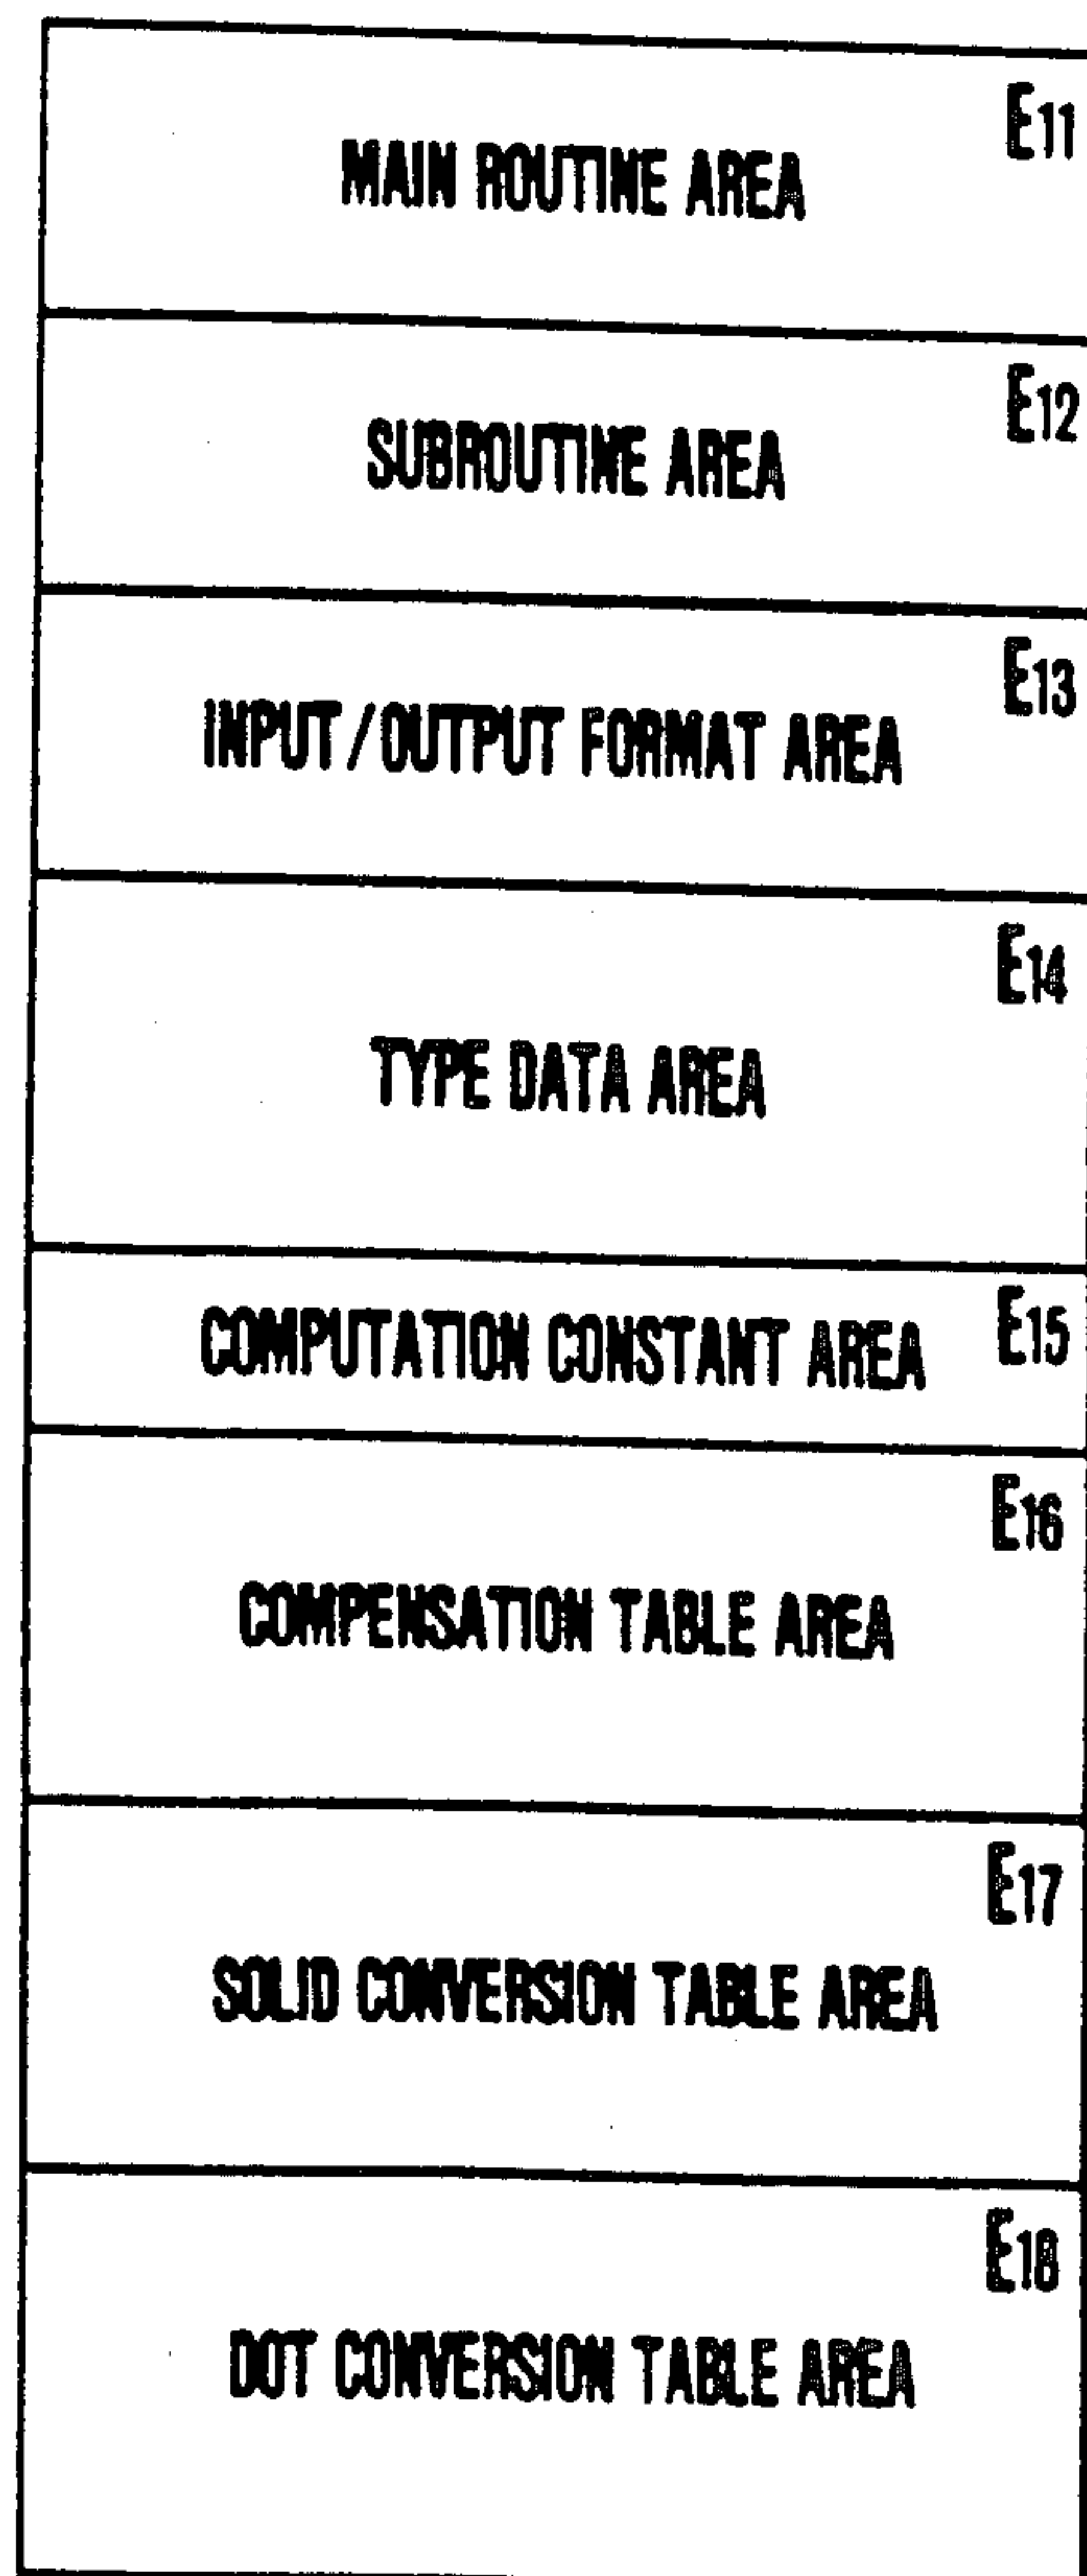 E11
MAIN ROUTINE AREA
E12
SUBROUTINE AREA
E13
INPUT/OUTPUT FORMAT AREA
E14
TYPE DATA AREA
E15
COMPUTATION CONSTANT AREA
E16
COMPENSATION TABLE AREA
E17
SOLID CONVERSION TABLE AREA
E18
DOT CONVERSION TABLE AREA